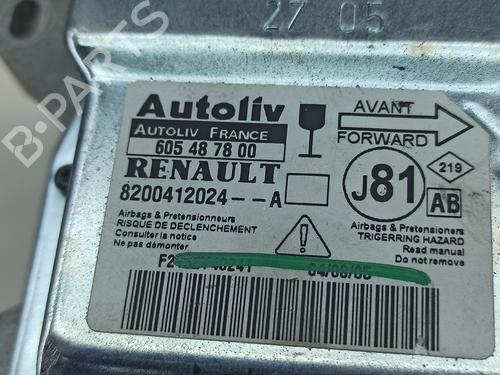 27 05
B-PARTS
Autoliv
AVANT
AUTOLIV FRANCE
605 48 78 00
FORWARD
RENAULT
219
8200412024--A
J81
AB
Airbags & Pretensionneurs
RISQUE DE DECLENCHEMENT
Consulter la notice
Ne pas démonter
Airbags & Pretensioners
TRIGERRING HAZARD
Read manual
Do not remove